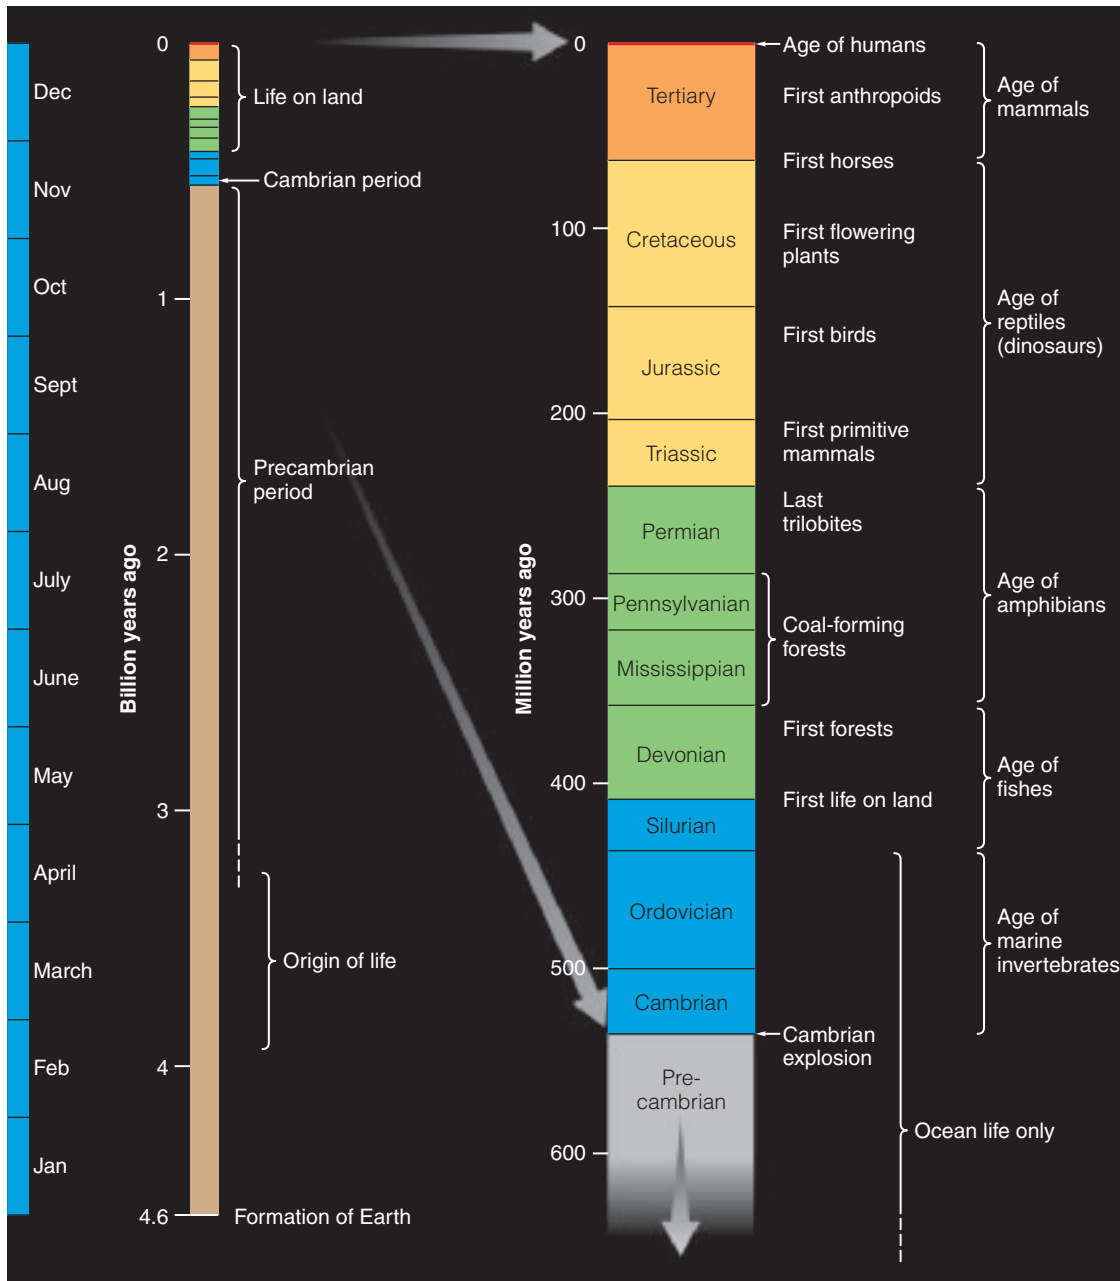 Dec
Nov
Oct
Sept
Aug
July
June
May
April
March
Feb
Jan
Billion years ago
0
1
2
3
4
4.6
Life on land
Cambrian period
Precambrian
period
Origin of life
Formation of Earth
Million years ago
0
100
200
300
400
500
600
Tertiary
Cretaceous
Jurassic
Triassic
Permian
Pennsylvanian
Mississippian
Devonian
Silurian
Ordovician
Cambrian
Pre-
cambrian
Age of humans
First anthropoids
First horses
First flowering
plants
First birds
First primitive
mammals
Last
trilobites
Coal-forming
forests
First forests
First life on land
Cambrian
explosion
Ocean life only
Age of
mammals
Age of
reptiles
(dinosaurs)
Age of
amphibians
Age of
fishes
Age of
marine
invertebrates